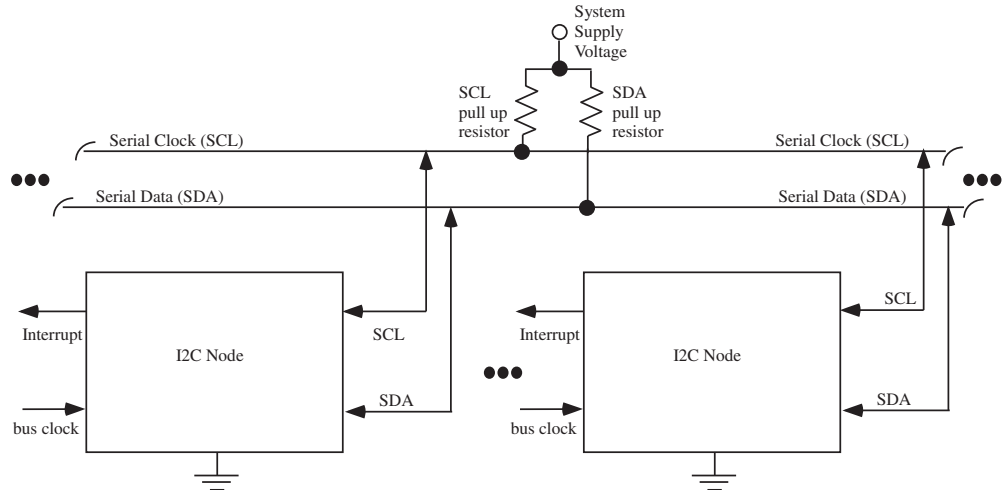 System
Supply
Voltage
SCL
pull up
resistor
SDA
pull up
resistor
Serial Clock (SCL)
Serial Clock (SCL)
Serial Data (SDA)
Serial Data (SDA)
Interrupt
I2C Node
SCL
SDA
bus clock
Interrupt
I2C Node
SCL
SDA
bus clock